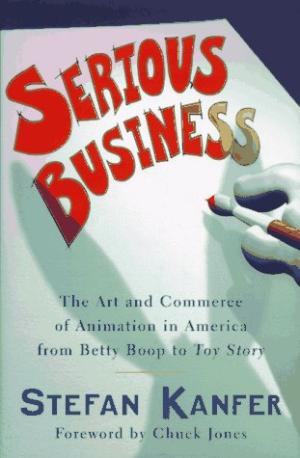 SERIOUS
BUSINESS
The Art and Commerce
of Animation in America
from Betty Boop to Toy Story
STEFAN KANFER
Foreword by Chuck Jones